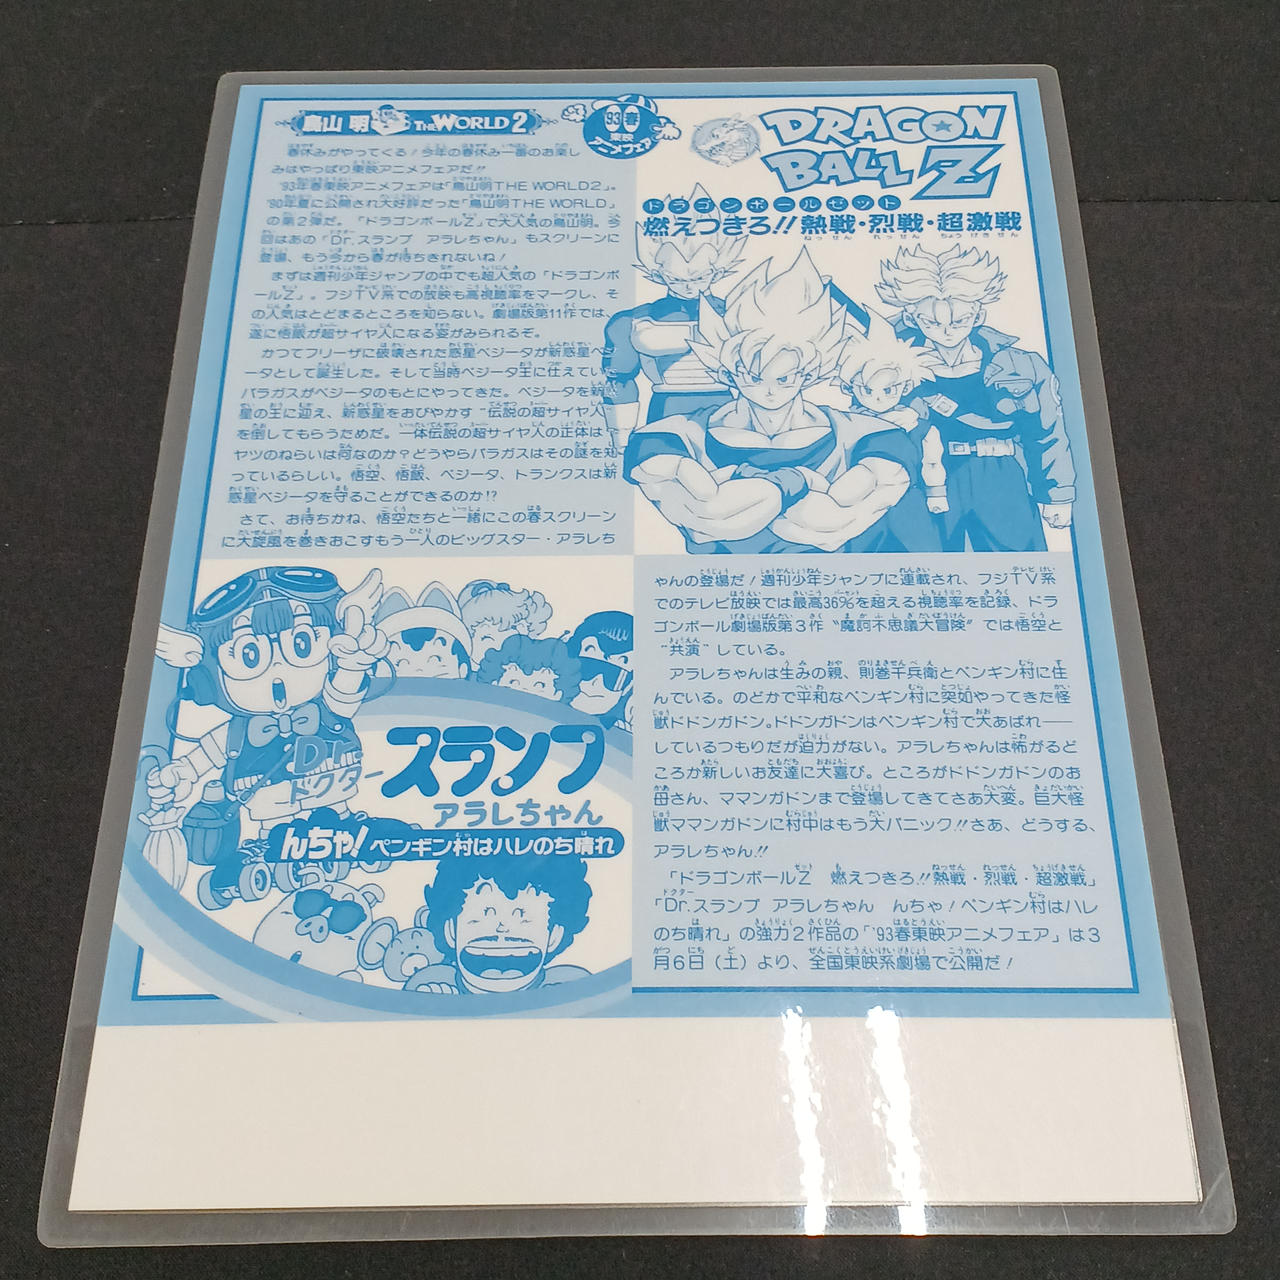 鳥山 明 THE WORLD 2
春休みがやってくる!今年の春休み一番のお楽し
みはやっぱり東映アニメフェアだ!!
'93年春東映アニメフェアは「鳥山明THE WORLD2」。
'90年夏に公開され大好評だった「鳥山明THE WORLD」
の第2弾だ。「ドラゴンボールZ」で大人気の鳥山明。今
回はあの「Dr.スランプ アラレちゃん」もスクリーンに
登場、もう今から春が待ちきれないね!
まずは週刊少年ジャンプの中でも超人気の「ドラゴンボ
ールZ」。フジTV系での放映も高視聴率をマークし、そ
の人気はとどまるところを知らない。劇場版第11作では、
遂に悟飯が超サイヤ人になる姿がみられるぞ。
かつてフリーザに破壊された惑星ベジータが新惑星ベジ
ータとして誕生した。そして当時ベジータ王に仕えていた
パラガスがベジータのもとにやってきた。ベジータを新惑
星の王に迎え、新惑星をおびやかす“伝説の超サイヤ人”
を倒してもらうためだ。一体伝説の超サイヤ人の正体は?
ヤツのねらいは何なのか?どうやらパラガスはその謎を知
っているらしい。悟空、悟飯、ベジータ、トランクスは新
惑星ベジータを守ることができるのか!?
さて、お待ちかね、悟空たちと一緒にこの春スクリーン
に大旋風を巻きおこすもう一人のビッグスター・アラレち
'93春
東映
アニメフェア
DRAGON
BALL Z
ドラゴンボールゼット
燃えつきろ!!熱戦・烈戦・超激戦
Dr.
ドクター
スランプ
アラレちゃん
んちゃ!ペンギン村はハレのち晴れ
ゃんの登場だ!週刊少年ジャンプに連載され、フジTV系
でのテレビ放映では最高36%を超える視聴率を記録、ドラ
ゴンボール劇場版第3作“魔訶不思議大冒険”では悟空と
“共演”している。
アラレちゃんは生みの親、則巻千兵衛とペンギン村に住
んでいる。のどかで平和なペンギン村に突如やってきた怪
獣ドドンガドン。ドドンガドンはペンギン村で大あばれ――
しているつもりだが迫力がない。アラレちゃんは怖がるど
ころか新しいお友達に大喜び。ところがドドンガドンのお
母さん、ママンガドンまで登場してきてさあ大変。巨大怪
獣ママンガドンに村中はもう大パニック!!さあ、どうする、
アラレちゃん!!
「ドラゴンボールZ 燃えつきろ!!熱戦・烈戦・超激戦」
「Dr.スランプ アラレちゃん んちゃ!ペンギン村はハレ
のち晴れ」の強力2作品の「'93春東映アニメフェア」は3
月6日(土)より、全国東映系劇場で公開だ!